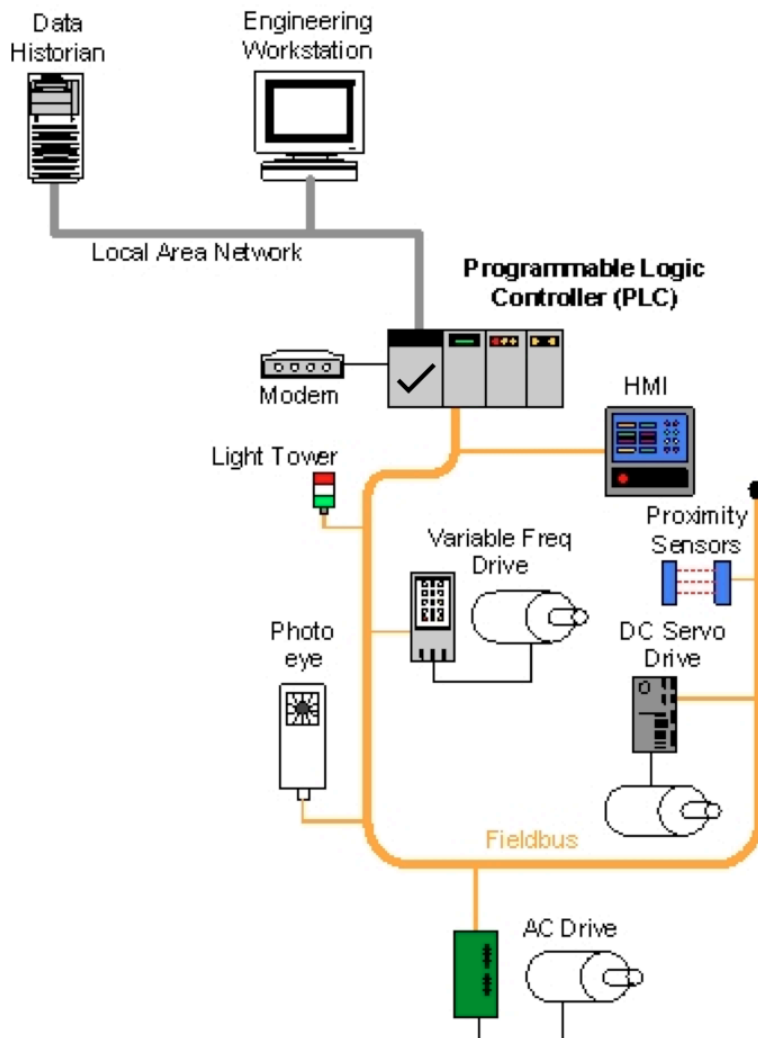 Data
Historian
Engineering
Workstation
Local Area Network
Programmable Logic
Controller (PLC)
Modem
HMI
Light Tower
Proximity
Sensors
Variable Freq
Drive
Photo
eye
DC Servo
Drive
Fieldbus
AC Drive